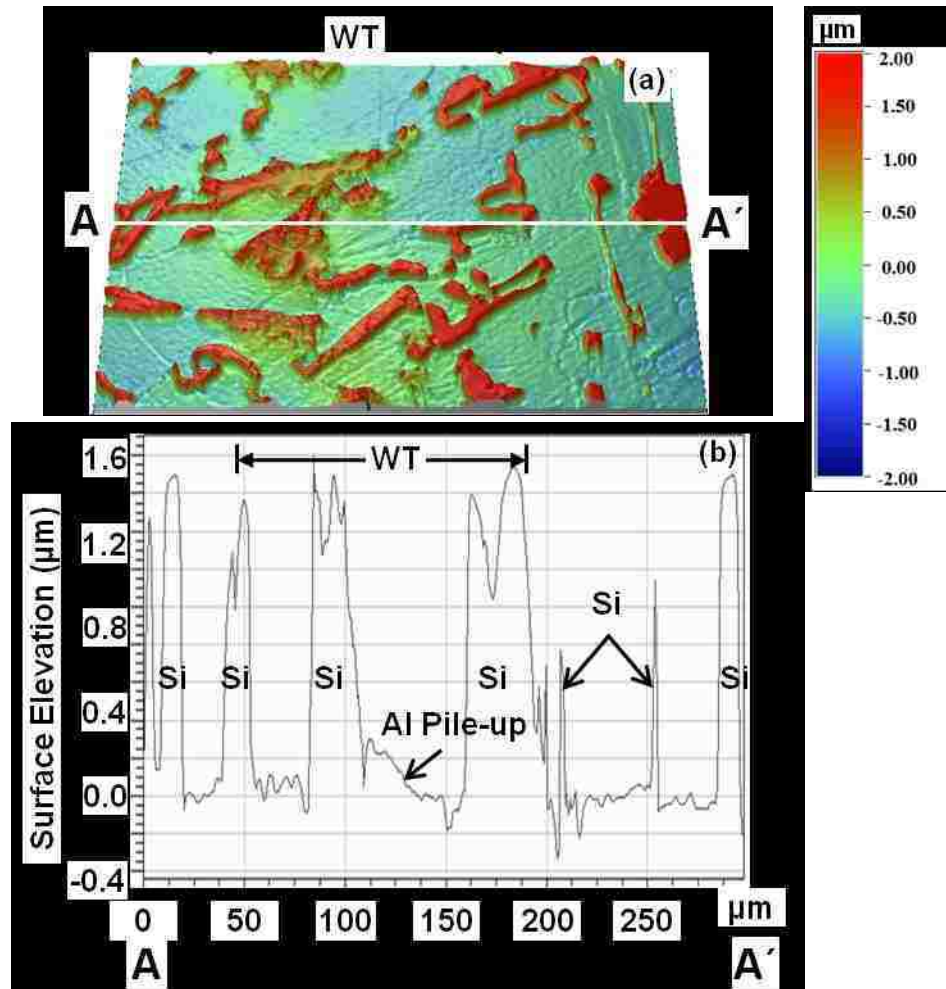 WT
(a)
A
A´
µm
2.00
1.50
1.00
0.50
0.00
-0.50
-1.00
-1.50
-2.00
(b)
WT
Surface Elevation (µm)
1.6
1.2
0.8
0.4
0.0
-0.4
Si
Si
Si
Si
Si
Si
Al Pile-up
0
50
100
150
200
250
µm
A
A´